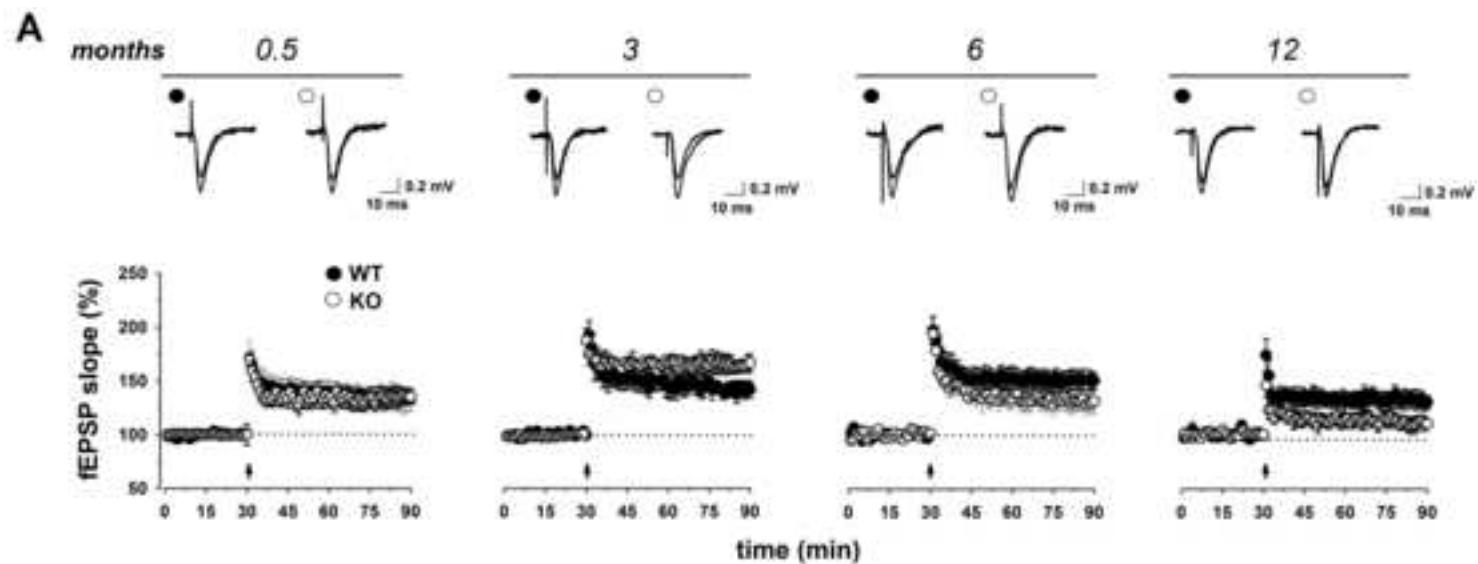 A
months 0.5 3 6 12
0.2 mV 0.2 mV 0.2 mV 0.2 mV
10 ms 10 ms 10 ms 10 ms
fEPSP slope (%)
250
200
150
100
50
WT
KO
0 15 30 45 60 75 90 0 15 30 45 60 75 90 0 15 30 45 60 75 90 0 15 30 45 60 75 90
time (min)